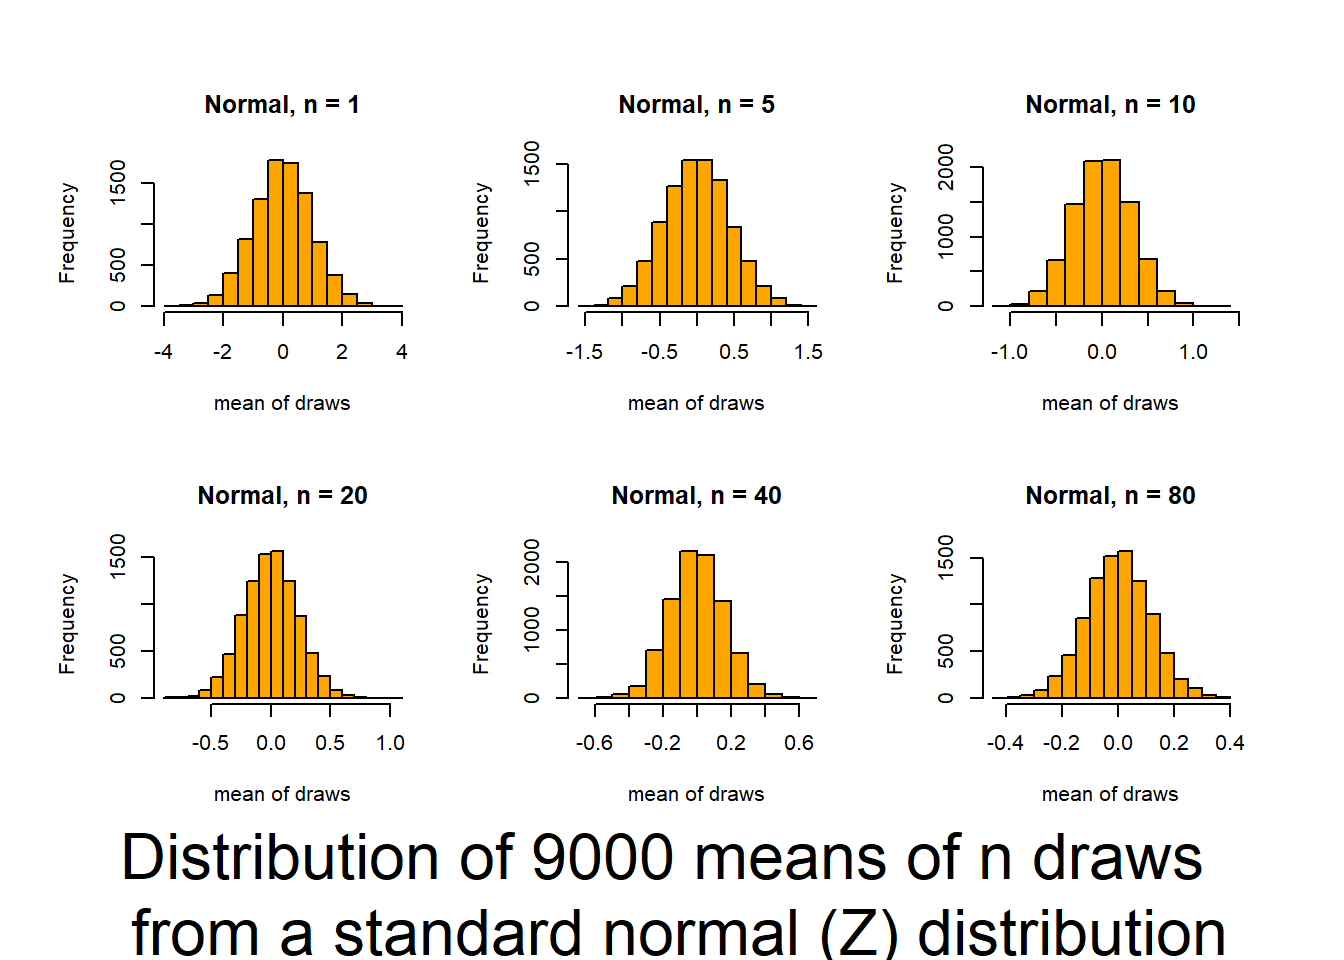 Normal, n = 1
Frequency
0 500 1500
-4 -2 0 2 4
mean of draws
Normal, n = 5
Frequency
0 500 1500
-1.5 -0.5 0.5 1.5
mean of draws
Normal, n = 10
Frequency
0 1000 2000
-1.0 0.0 1.0
mean of draws
Normal, n = 20
Frequency
0 500 1500
-0.5 0.0 0.5 1.0
mean of draws
Normal, n = 40
Frequency
0 1000 2000
-0.6 -0.2 0.2 0.6
mean of draws
Normal, n = 80
Frequency
0 500 1500
-0.4 -0.2 0.0 0.2 0.4
mean of draws
Distribution of 9000 means of n draws
from a standard normal (Z) distribution